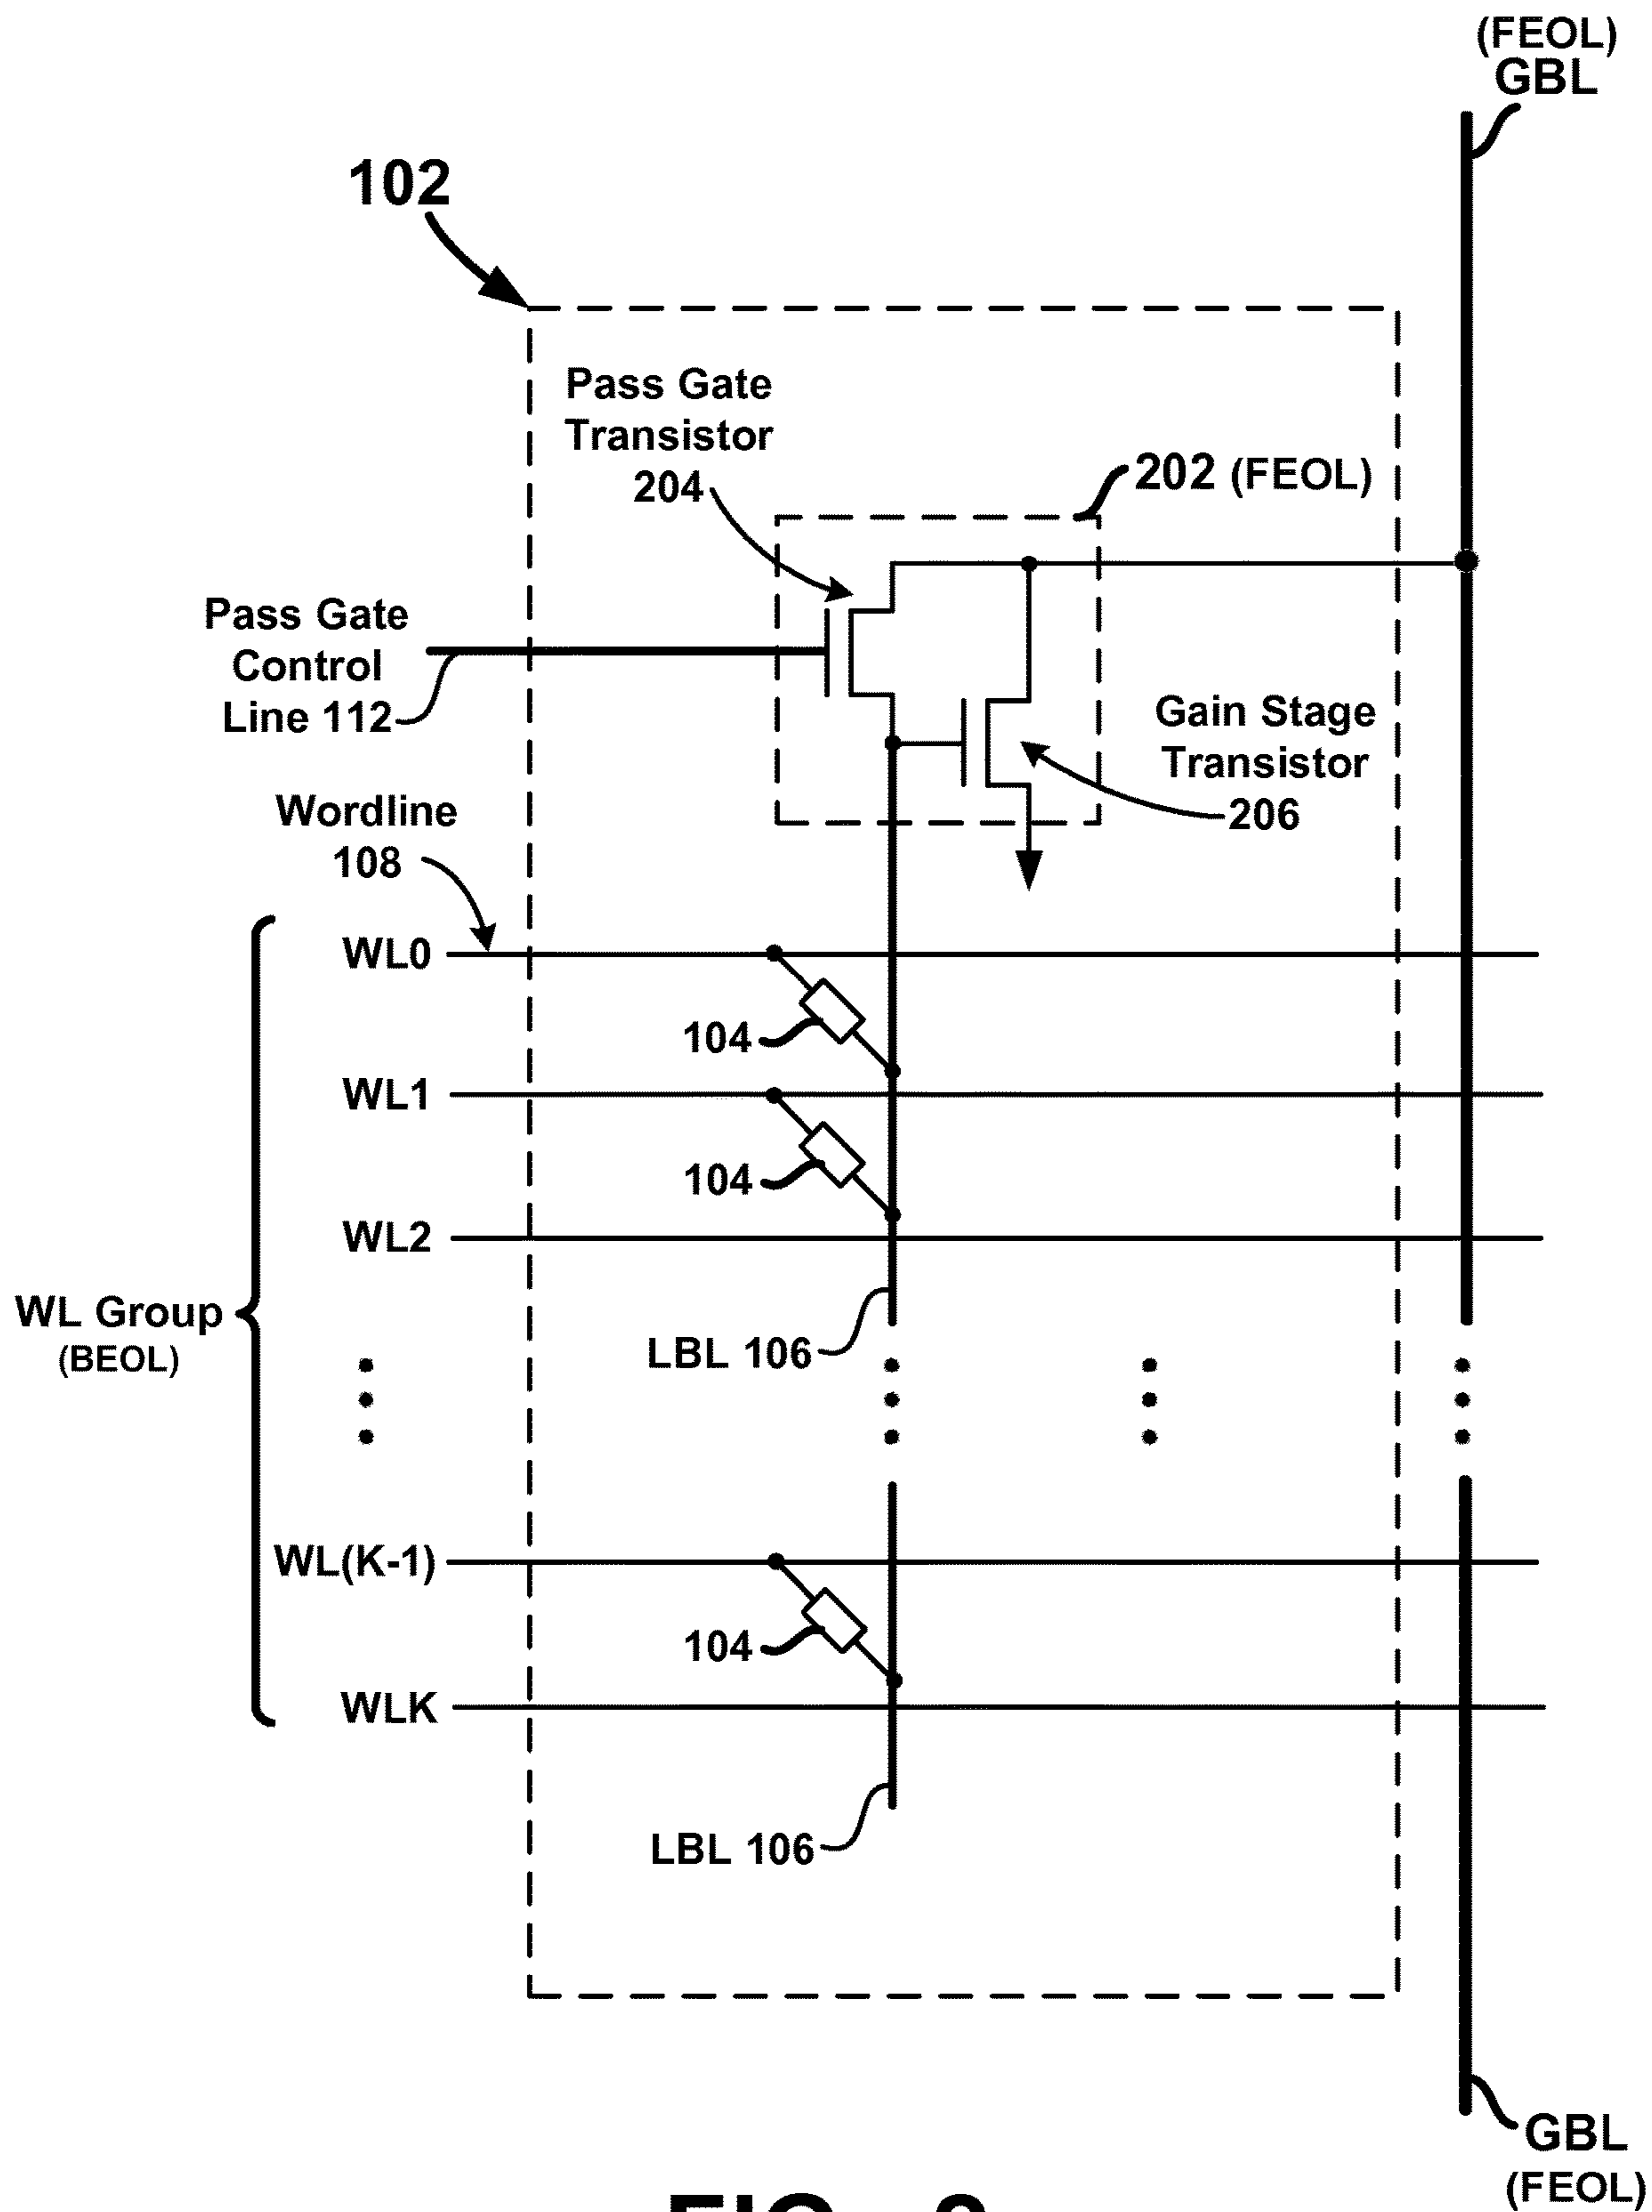 (FEOL)
GBL
102
Pass Gate
Transistor
204
202 (FEOL)
Pass Gate
Control
Line 112
Gain Stage
Transistor
206
Wordline
108
WL0
104
WL1
104
WL2
WL Group
(BEOL)
LBL 106
WL(K-1)
104
WLK
LBL 106
GBL
(FEOL)